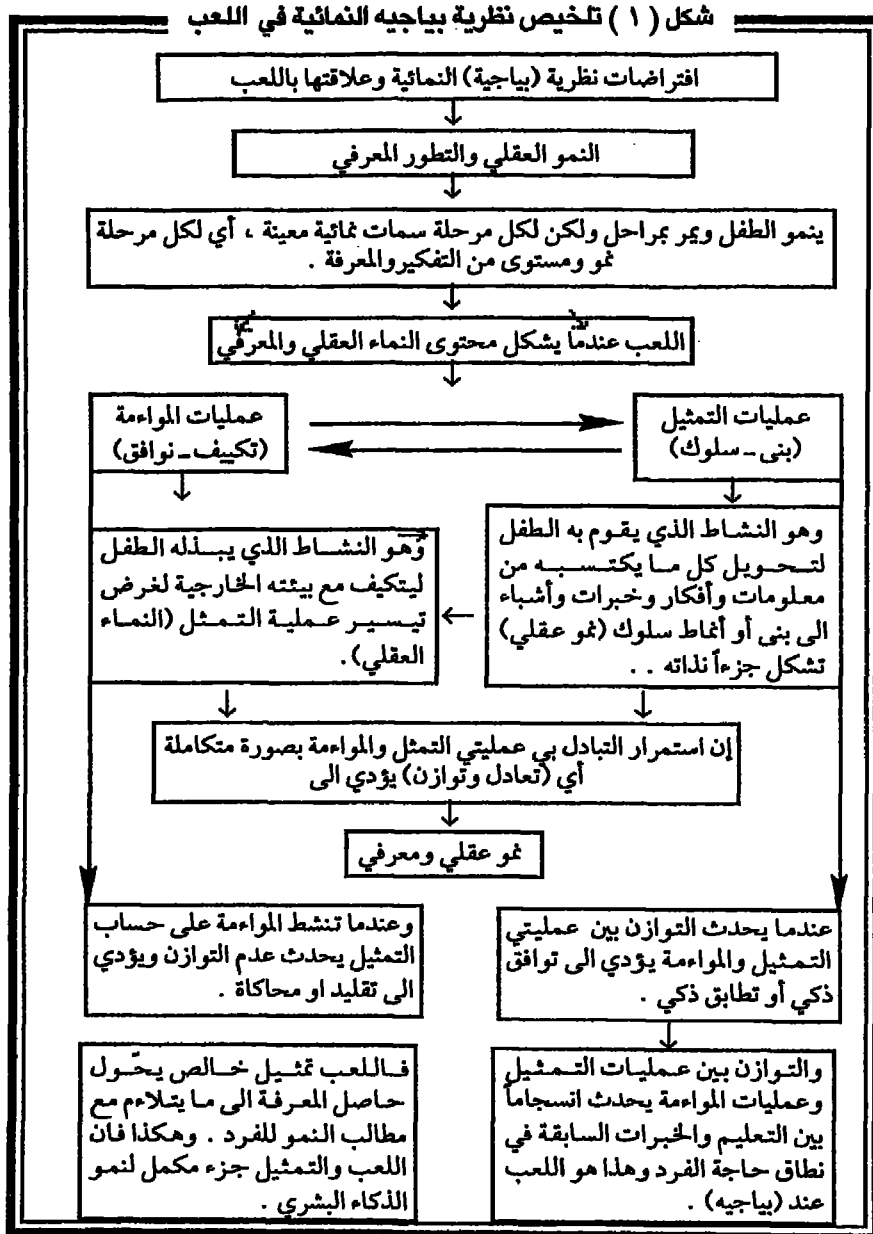 شكل ( ١ ) تلخيص نظرية بياجيه النمائية في اللعب
افتراضات نظرية (بياجية) النمائية وعلاقتها باللعب
النمو العقلي والتطور المعرفي
ينمو الطفل ويمر بمراحل ولكن لكل مرحلة سمات نمائية معينة ، أي لكل مرحلة
نمو ومستوى من التفكير والمعرفة .
اللعب عندما يشكل محتوى النماء العقلي والمعرفي
عمليات التمثيل
(بنى - سلوك)
عمليات المواءمة
(تكييف - نوافق)
وهو النشاط الذي يقوم به الطفل
لتحويل كل ما يكتسبه من
معلومات وأفكار وخبرات وأشباء
الى بنى أو أنماط سلوك (نمو عقلي)
تشكل جزءاً نذاته . .
وهو النشاط الذي يبذله الطفل
ليتكيف مع بيئته الخارجية لغرض
تيسير عملية التمثل (النماء
العقلي).
إن استمرار التبادل بي عمليتي التمثل والمواءمة بصورة متكاملة
أي (تعادل وتوازن) يؤدي الى
نمو عقلي ومعرفي
عندما يحدث التوازن بين عمليتي
التمثيل والمواءمة يؤدي الى توافق
ذكي أو تطابق ذكي .
وعندما تنشط المواءمة على حساب
التمثيل يحدث عدم التوازن ويؤدي
الى تقليد او محاكاة .
والتوازن بين عمليات التمثيل
وعمليات المواءمة يحدث انسجاماً
بين التعليم والخبرات السابقة في
نطاق حاجة الفرد وهذا هو اللعب
عند (بياجيه) .
فاللعب تمثيل خالص يحّول
حاصل المعرفة الى ما يتلاءم مع
مطالب النمو للفرد . وهكذا فان
اللعب والتمثيل جزء مكمل لنمو
الذكاء البشري .